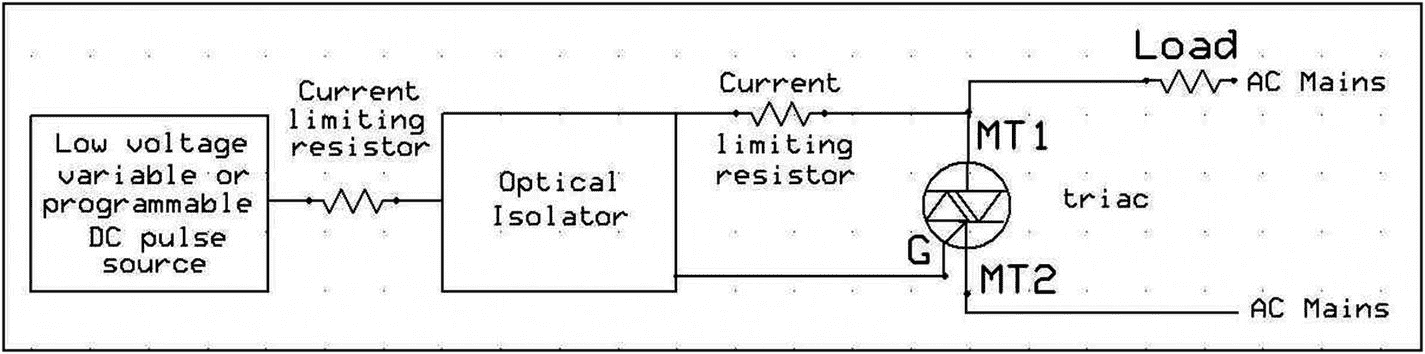 Low voltage
variable or
programmable
DC pulse
source
Current
limiting
resistor
Optical
Isolator
Current
limiting
resistor
Load
AC Mains
MT1
triac
G
MT2
AC Mains